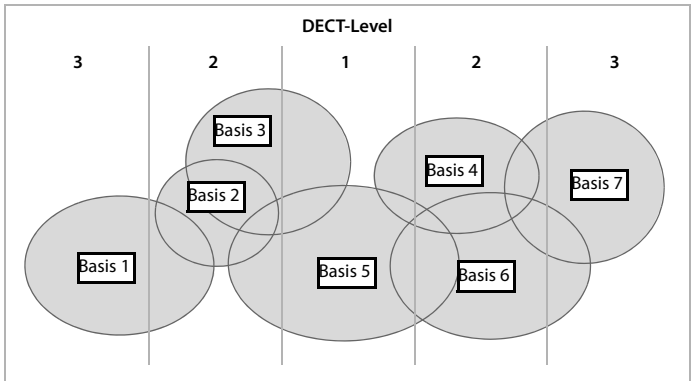 DECT-Level
3 2 1 2 3
Basis 3
Basis 4
Basis 7
Basis 2
Basis 1
Basis 5
Basis 6